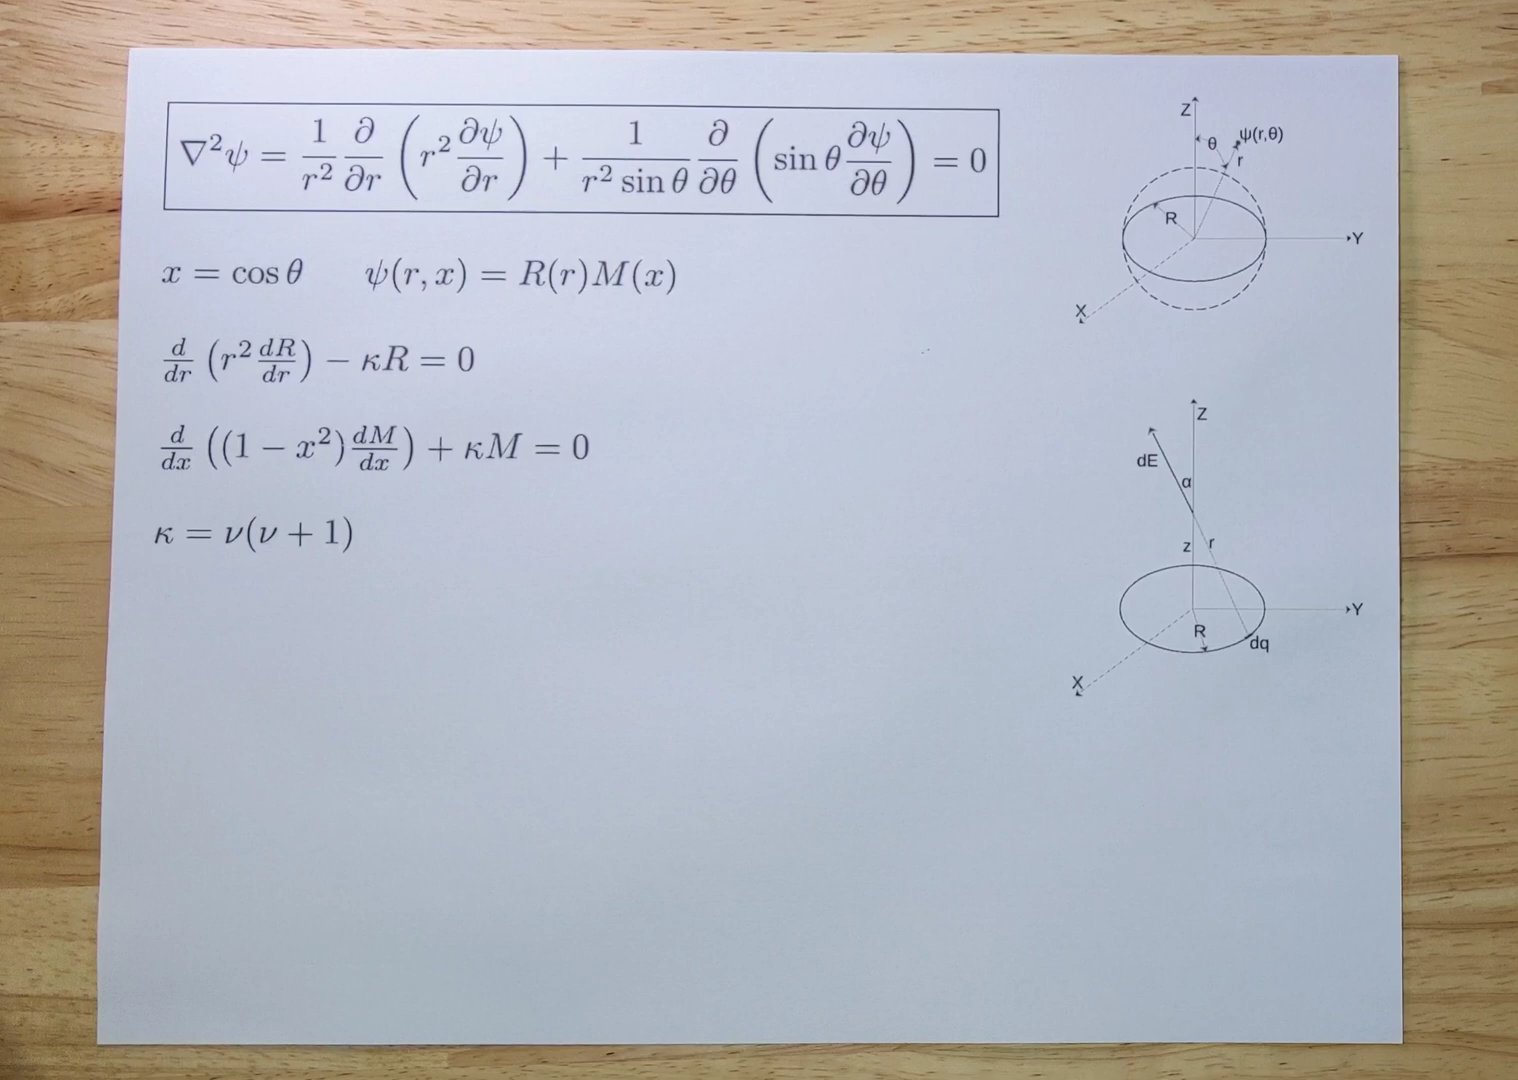 ∇²ψ = 1/r² ∂/∂r (r² ∂ψ/∂r) + 1/(r² sin θ) ∂/∂θ (sin θ ∂ψ/∂θ) = 0
x = cos θ ψ(r, x) = R(r)M(x)
d/dr (r² dR/dr) − κR = 0
d/dx ((1 − x²) dM/dx) + κM = 0
κ = ν(ν + 1)
Z
θ
ψ(r,θ)
r
R
Y
X
Z
dE
α
z
r
Y
R
dq
X